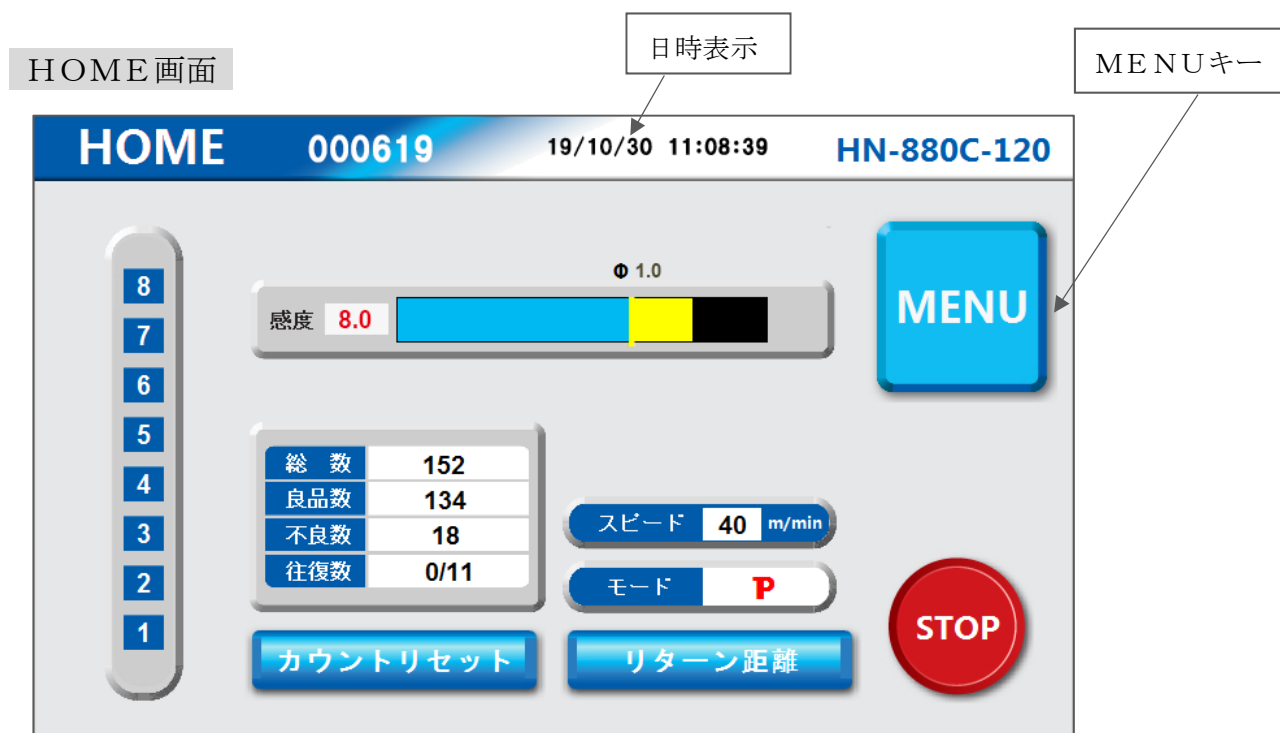 日時表示
MENUキー
HOME画面
HOME 000619 19/10/30 11:08:39 HN-880C-120
Φ 1.0
感度 8.0
MENU
8
7
6
5
4
3
2
1
総 数 152
良品数 134
不良数 18
往復数 0/11
スピード 40 m/min
モード P
STOP
カウントリセット
リターン距離